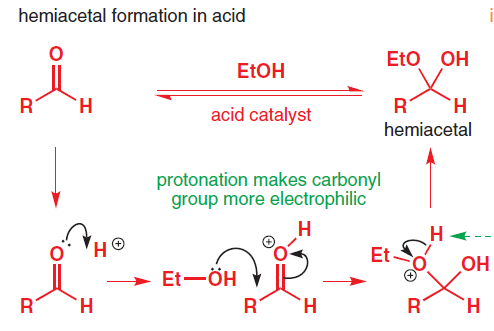 hemiacetal formation in acid
i
O
R H
EtOH
acid catalyst
EtO OH
R H
hemiacetal
protonation makes carbonyl
group more electrophilic
O H ⊕
R H
Et—ÖH
H
⊕ O
R H
H
Et O ⊕ OH
R H